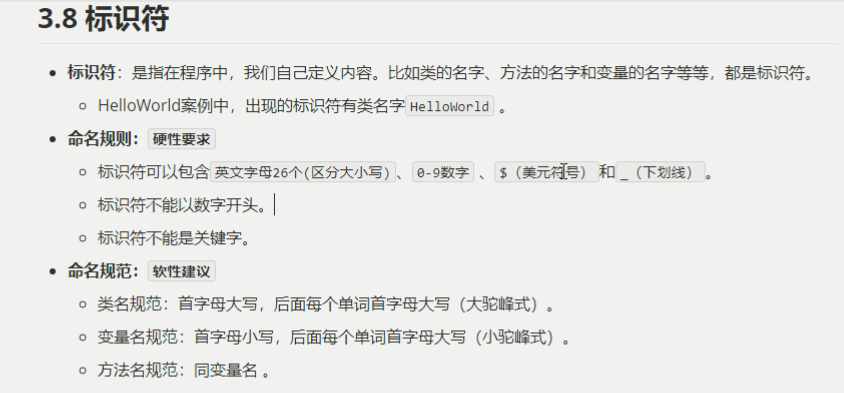 3.8 标识符
标识符：是指在程序中，我们自己定义内容。比如类的名字、方法的名字和变量的名字等等，都是标识符。
HelloWorld案例中，出现的标识符有类名字 HelloWorld 。
命名规则： 硬性要求
标识符可以包含 英文字母26个(区分大小写) 、 0-9数字 、 $（美元符号） 和 _（下划线） 。
标识符不能以数字开头。
标识符不能是关键字。
命名规范： 软性建议
类名规范：首字母大写，后面每个单词首字母大写（大驼峰式）。
变量名规范：首字母小写，后面每个单词首字母大写（小驼峰式）。
方法名规范：同变量名 。